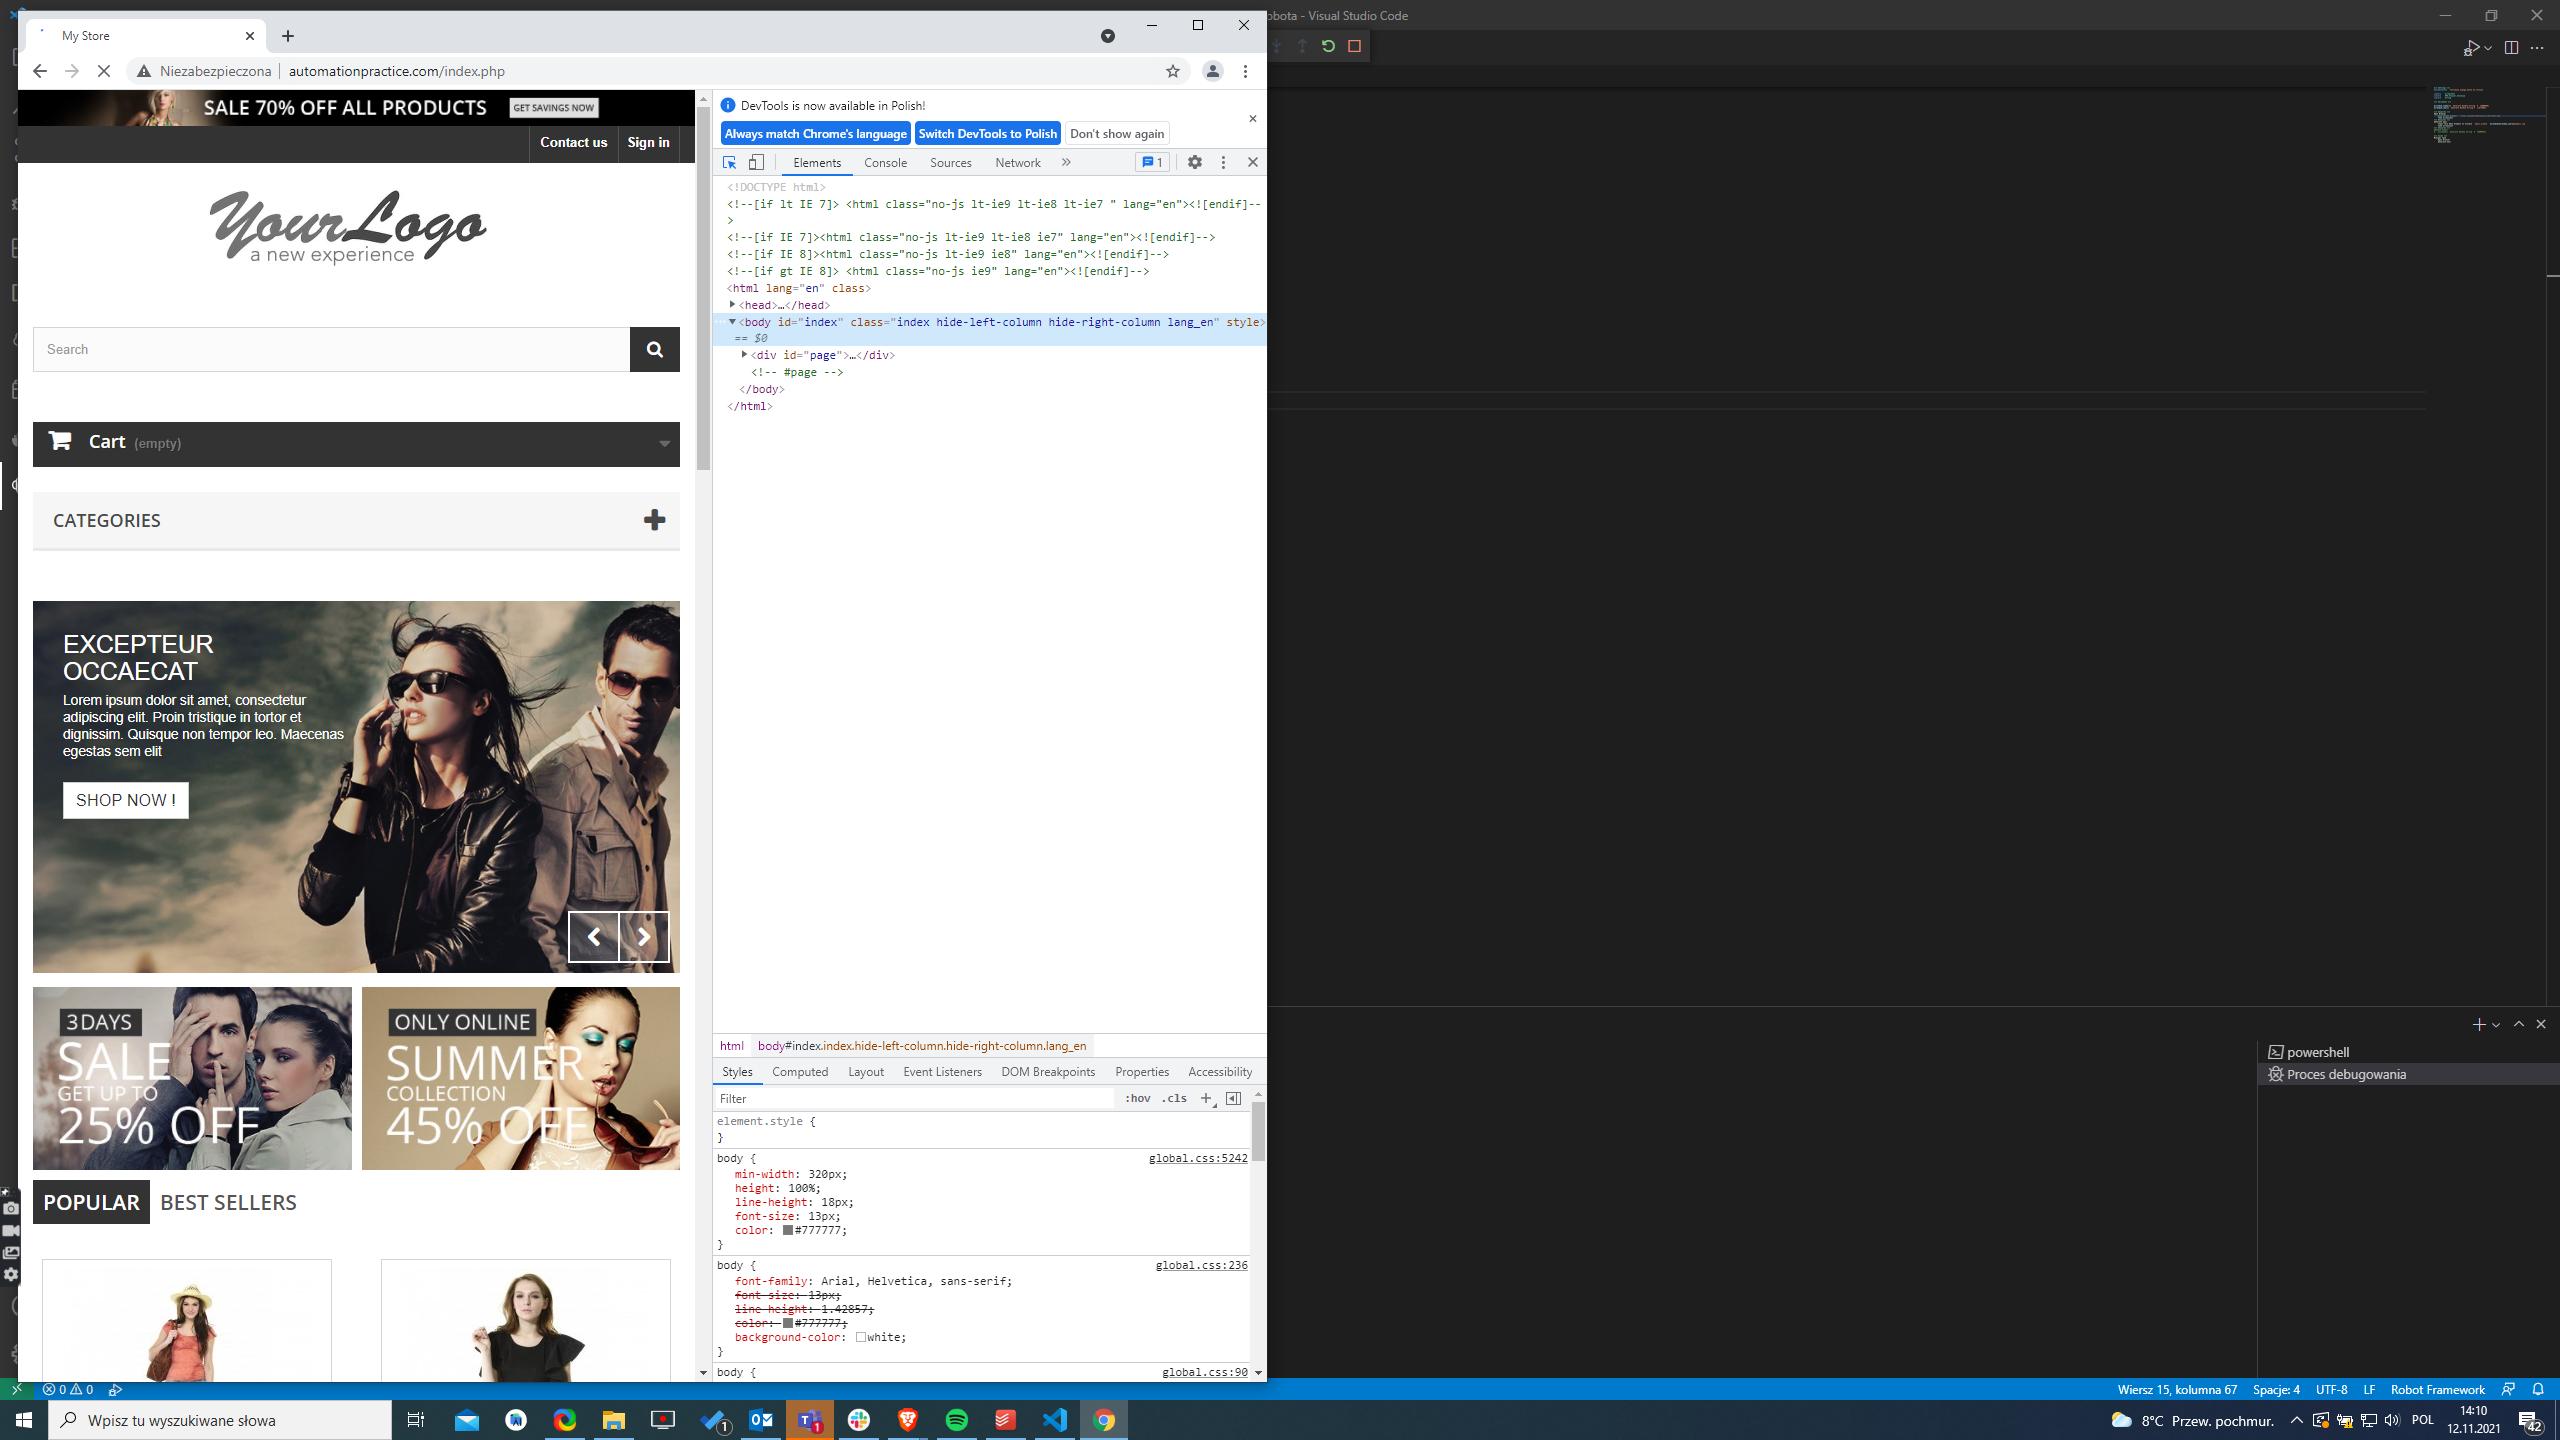 My Store
obota - Visual Studio Code
Niezabezpieczona
automationpractice.com/index.php
SALE 70% OFF ALL PRODUCTS
GET SAVINGS NOW
Contact us
Sign in
YourLogo
a new experience
Search
Cart (empty)
CATEGORIES
EXCEPTEUR
OCCAECAT
Lorem ipsum dolor sit amet, consectetur
adipiscing elit. Proin tristique in tortor et
dignissim. Quisque non tempor leo. Maecenas
egestas sem elit
SHOP NOW !
3 DAYS
SALE
GET UP TO
25% OFF
ONLY ONLINE
SUMMER
COLLECTION
45% OFF
POPULAR
BEST SELLERS
DevTools is now available in Polish!
Always match Chrome's language
Switch DevTools to Polish
Don't show again
Elements
Console
Sources
Network
1
<!DOCTYPE html>
<!--[if lt IE 7]> <html class="no-js lt-ie9 lt-ie8 lt-ie7 " lang="en"><![endif]--
>
<!--[if IE 7]><html class="no-js lt-ie9 lt-ie8 ie7" lang="en"><![endif]-->
<!--[if IE 8]><html class="no-js lt-ie9 ie8" lang="en"><![endif]-->
<!--[if gt IE 8]> <html class="no-js ie9" lang="en"><![endif]-->
<html lang="en" class>
<head>…</head>
<body id="index" class="index hide-left-column hide-right-column lang_en" style>
== $0
<div id="page">…</div>
<!-- #page -->
</body>
</html>
html
body#index.index.hide-left-column.hide-right-column.lang_en
Styles
Computed
Layout
Event Listeners
DOM Breakpoints
Properties
Accessibility
Filter
:hov
.cls
element.style {
}
body {
global.css:5242
min-width: 320px;
height: 100%;
line-height: 18px;
font-size: 13px;
color: #777777;
}
body {
global.css:236
font-family: Arial, Helvetica, sans-serif;
font-size: 13px;
line-height: 1.42857;
color: #777777;
background-color: white;
}
body {
global.css:90
powershell
Proces debugowania
0
0
Wiersz 15, kolumna 67
Spacje: 4
UTF-8
LF
Robot Framework
Wpisz tu wyszukiwane słowa
1
1
8°C Przew. pochmur.
POL
14:10
12.11.2021
42